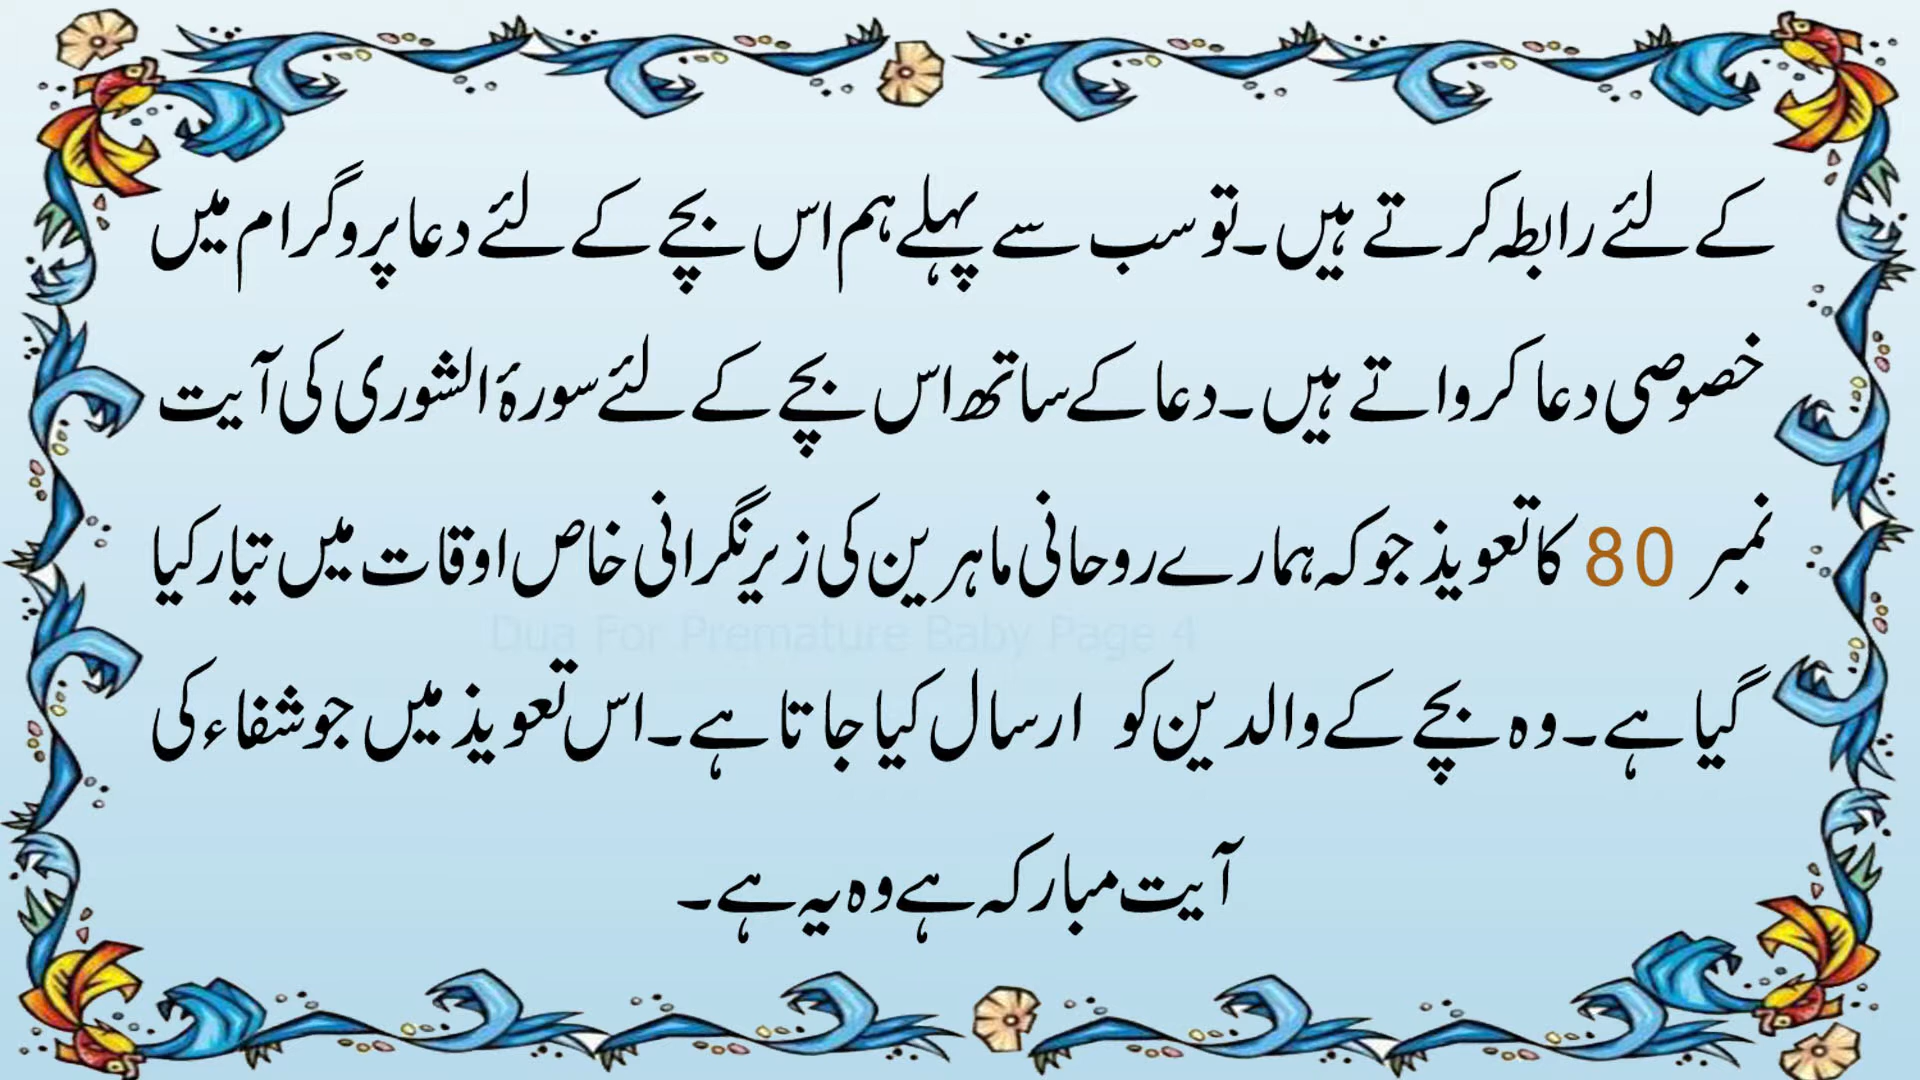 کے لئے رابطہ کرتے ہیں۔ تو سب سے پہلے ہم اس بچے کے لئے دعا پروگرام میں
خصوصی دعا کرواتے ہیں۔ دعا کے ساتھ اس بچے کے لئے سورۂ الشوری کی آیت
نمبر 80 کا تعویذ جو کہ ہمارے روحانی ماہرین کی زیرِ نگرانی خاص اوقات میں تیار کیا
Dua For Premature Baby Page 4
گیا ہے۔ وہ بچے کے والدین کو ارسال کیا جاتا ہے۔ اس تعویذ میں جو شفاء کی
آیت مبارکہ ہے وہ یہ ہے۔